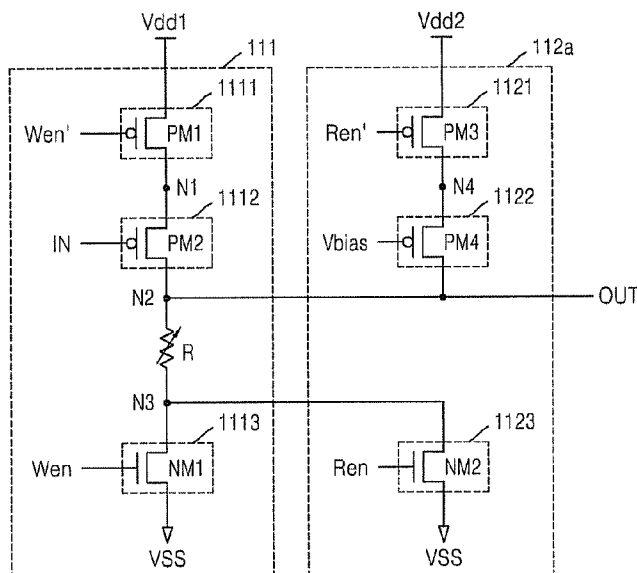 Vdd1 Vdd2
111 112a
1111 1121
Wen' PM1 Ren' PM3
N1 N4
1112 1122
IN PM2 Vbias PM4
N2 OUT
R
N3
1113 1123
Wen NM1 Ren NM2
VSS VSS